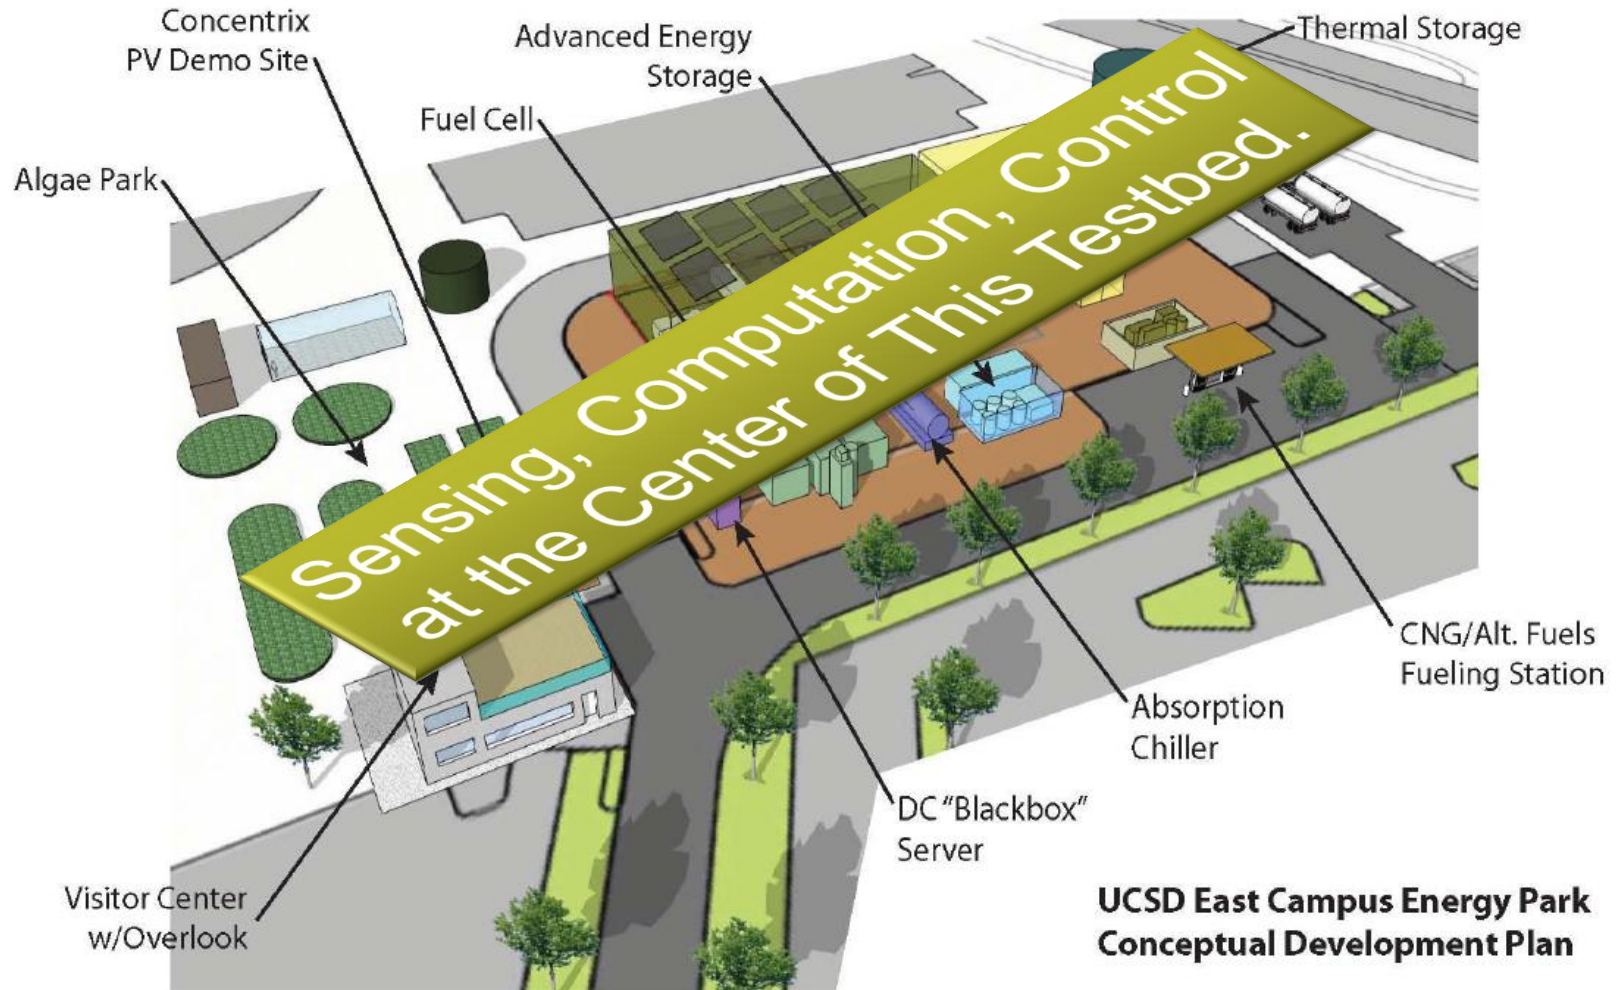 Concentrix
PV Demo Site
Advanced Energy
Storage
Thermal Storage
Fuel Cell
Algae Park
Sensing, Computation, Control
at the Center of This Testbed.
CNG/Alt. Fuels
Fueling Station
Absorption
Chiller
DC "Blackbox"
Server
Visitor Center
w/Overlook
UCSD East Campus Energy Park
Conceptual Development Plan